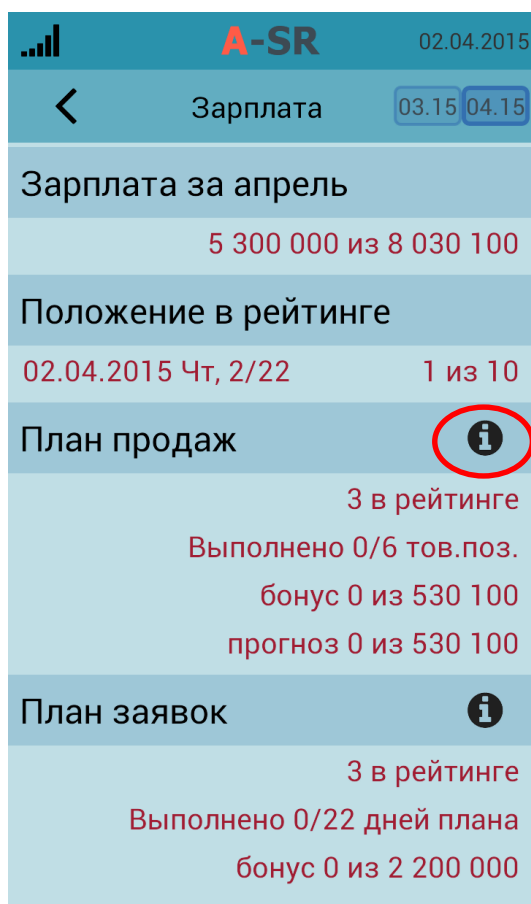 A-SR 02.04.2015
Зарплата 03.15 04.15
Зарплата за апрель
5 300 000 из 8 030 100
Положение в рейтинге
02.04.2015 Чт, 2/22 1 из 10
План продаж
3 в рейтинге
Выполнено 0/6 тов.поз.
бонус 0 из 530 100
прогноз 0 из 530 100
План заявок
3 в рейтинге
Выполнено 0/22 дней плана
бонус 0 из 2 200 000